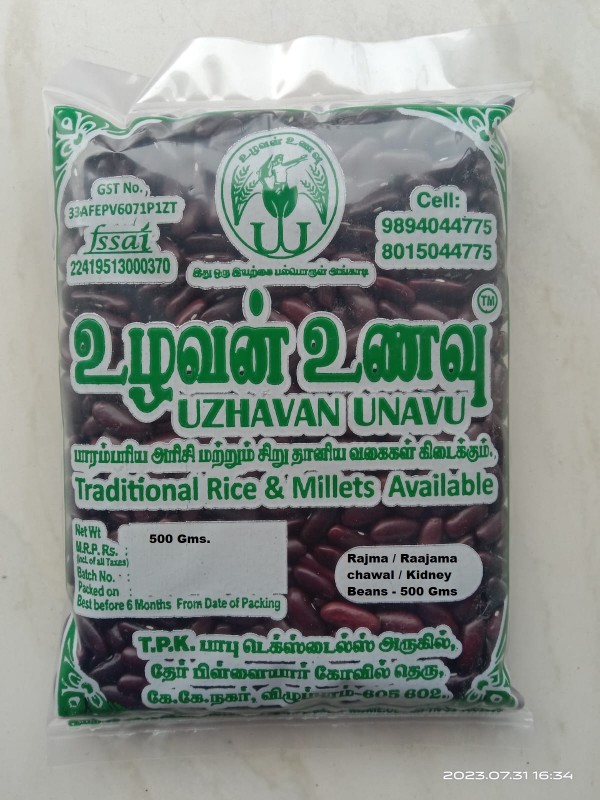 உழவன் உணவு
GST No.,
33AFEPV6071P1ZT
fssai
22419513000370
Cell:
9894044775
8015044775
இது ஒரு இயற்கை பல்பொருள் அங்காடி
TM
உழவன் உணவு
UZHAVAN UNAVU
பாரம்பரிய அரிசி மற்றும் சிறு தானிய வகைகள் கிடைக்கும்.
Traditional Rice & Millets Available
Net Wt : 500 Gms.
M.R.P. Rs. :
(incl. of all Taxes)
Batch No. :
Packed on :
Best before 6 Months From Date of Packing
Rajma / Raajama
chawal / Kidney
Beans - 500 Gms
T.P.K. பாபு டெக்ஸ்டைல்ஸ் அருகில்,
தேர் பிள்ளையார் கோவில் தெரு,
கே.கே.நகர், விழுப்புரம்-605 602.
2023.07.31 16:34